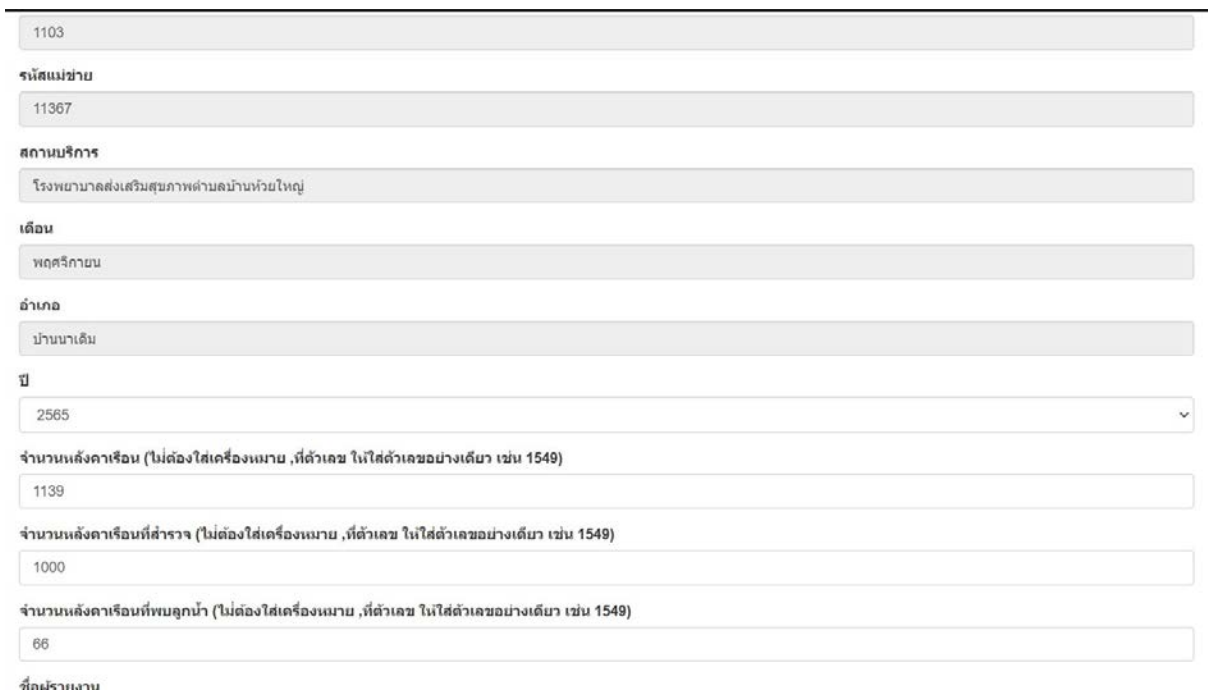 1103
รหัสแม่ข่าย
11367
สถานบริการ
โรงพยาบาลส่งเสริมสุขภาพตำบลบ้านห้วยใหญ่
เดือน
พฤศจิกายน
อำเภอ
บ้านนาเดิม
ปี
2565
จำนวนหลังคาเรือน (ไม่ต้องใส่เครื่องหมาย ,ที่ตัวเลข ให้ใส่ตัวเลขอย่างเดียว เช่น 1549)
1139
จำนวนหลังคาเรือนที่สำรวจ (ไม่ต้องใส่เครื่องหมาย ,ที่ตัวเลข ให้ใส่ตัวเลขอย่างเดียว เช่น 1549)
1000
จำนวนหลังคาเรือนที่พบลูกน้ำ (ไม่ต้องใส่เครื่องหมาย ,ที่ตัวเลข ให้ใส่ตัวเลขอย่างเดียว เช่น 1549)
66
ชื่อผู้รายงาน